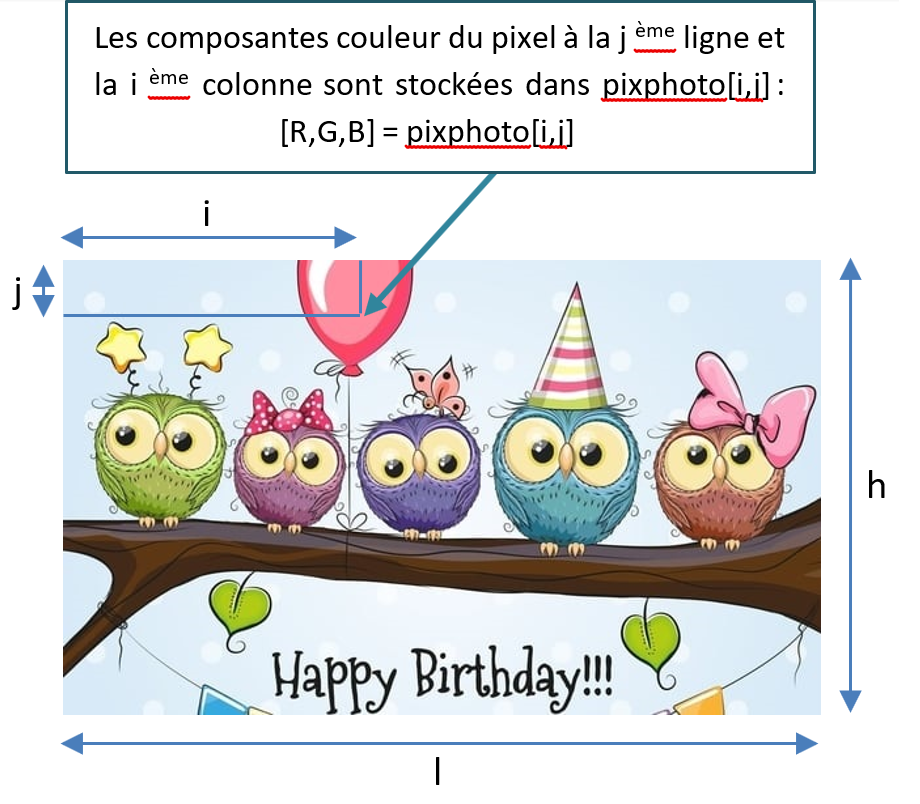 Les composantes couleur du pixel à la j ème ligne et
la i ème colonne sont stockées dans pixphoto[i,j] :
[R,G,B] = pixphoto[i,j]
i
j
h
Happy Birthday!!!
l